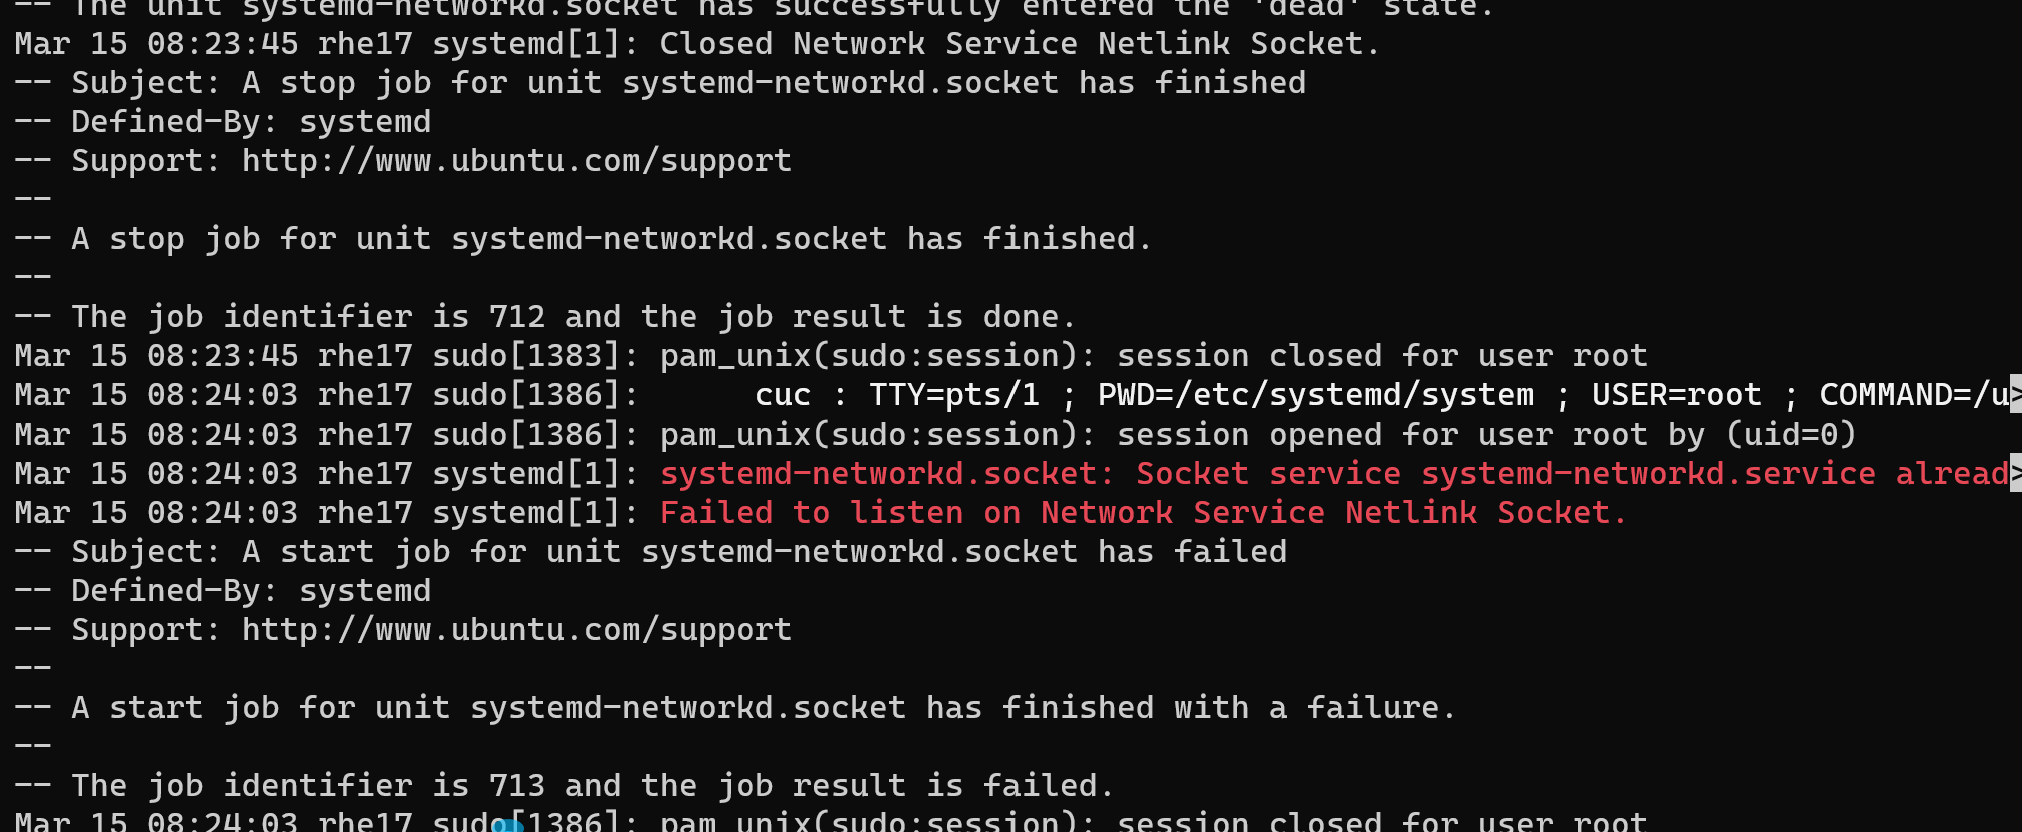 -- The unit systemd-networkd.socket has successfully entered the 'dead' state.
Mar 15 08:23:45 rhe17 systemd[1]: Closed Network Service Netlink Socket.
-- Subject: A stop job for unit systemd-networkd.socket has finished
-- Defined-By: systemd
-- Support: http://www.ubuntu.com/support
--
-- A stop job for unit systemd-networkd.socket has finished.
--
-- The job identifier is 712 and the job result is done.
Mar 15 08:23:45 rhe17 sudo[1383]: pam_unix(sudo:session): session closed for user root
Mar 15 08:24:03 rhe17 sudo[1386]:      cuc : TTY=pts/1 ; PWD=/etc/systemd/system ; USER=root ; COMMAND=/u>
Mar 15 08:24:03 rhe17 sudo[1386]: pam_unix(sudo:session): session opened for user root by (uid=0)
Mar 15 08:24:03 rhe17 systemd[1]: systemd-networkd.socket: Socket service systemd-networkd.service alread>
Mar 15 08:24:03 rhe17 systemd[1]: Failed to listen on Network Service Netlink Socket.
-- Subject: A start job for unit systemd-networkd.socket has failed
-- Defined-By: systemd
-- Support: http://www.ubuntu.com/support
--
-- A start job for unit systemd-networkd.socket has finished with a failure.
--
-- The job identifier is 713 and the job result is failed.
Mar 15 08:24:03 rhe17 sudo[1386]: pam_unix(sudo:session): session closed for user root